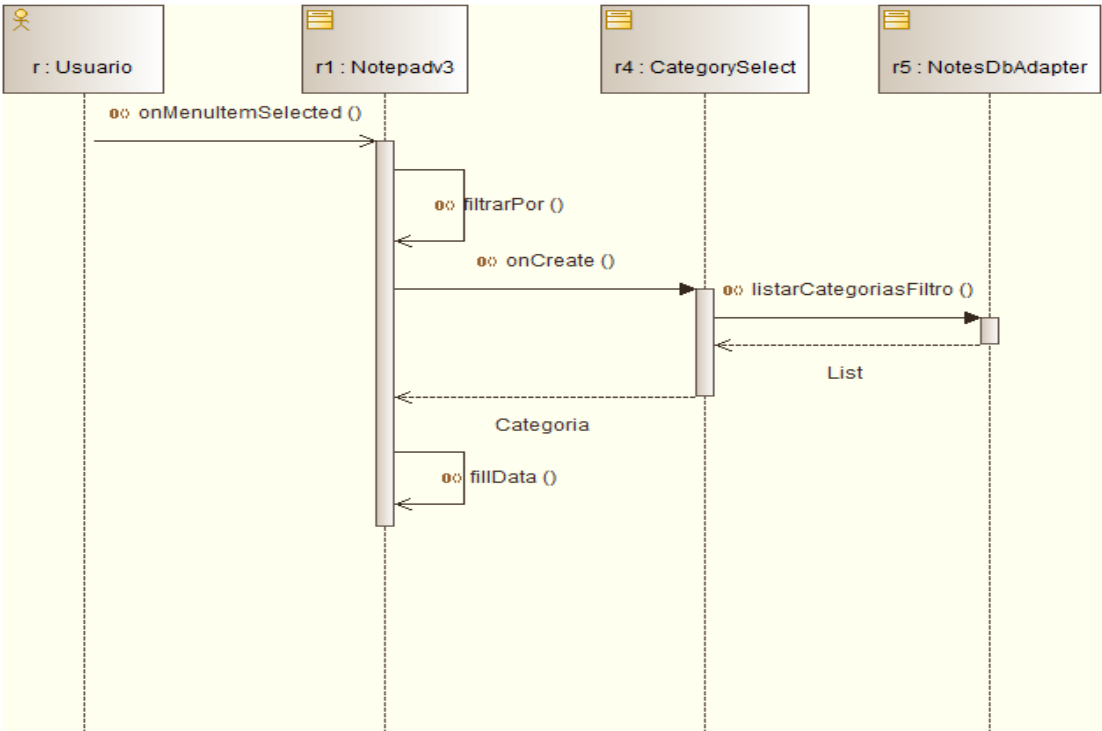 r : Usuario
r1 : Notepadv3
r4 : CategorySelect
r5 : NotesDbAdapter
onMenuItemSelected ()
filtrarPor ()
onCreate ()
listarCategoriasFiltro ()
List
Categoria
fillData ()